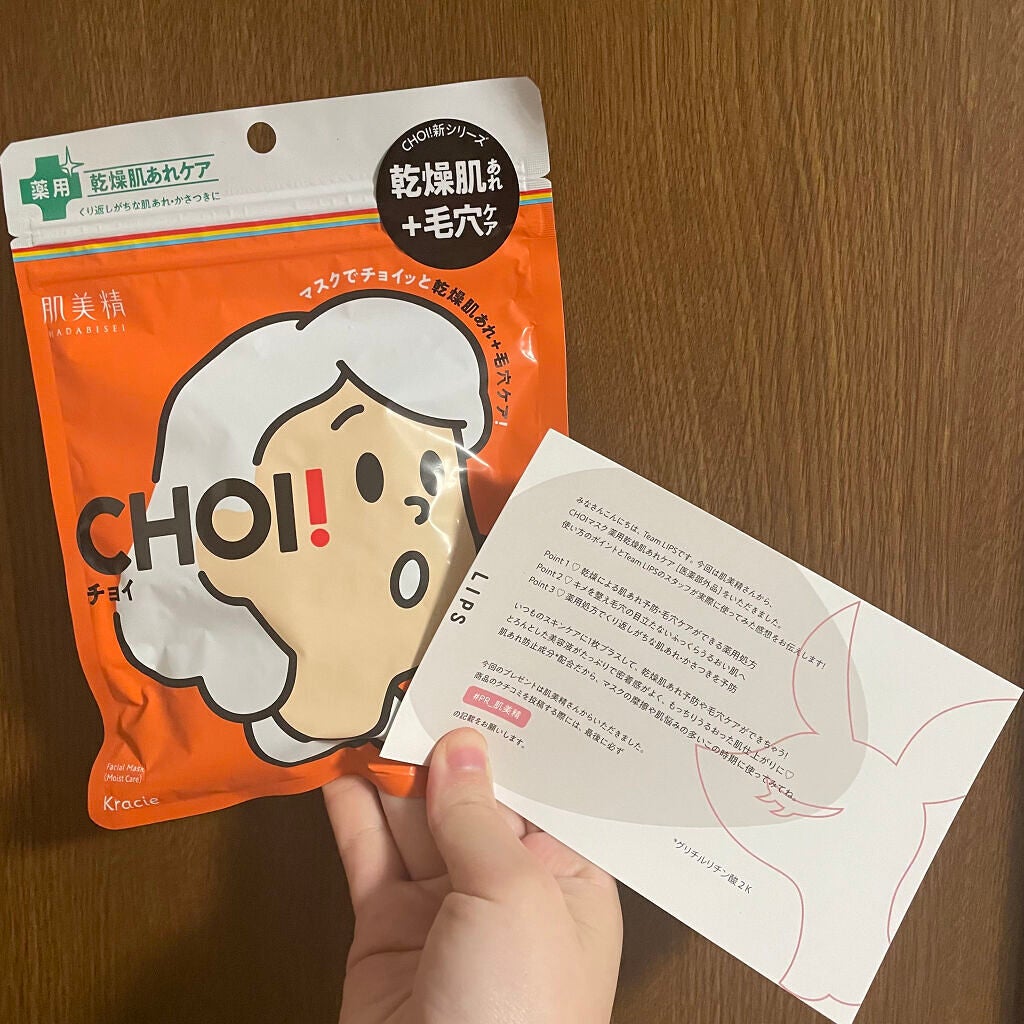 薬用
乾燥肌あれケア
くり返しがちな肌あれ・かさつきに
CHOI!新シリーズ
乾燥肌あれ
+毛穴ケア
肌美精
HADABISEI
マスクでチョイッと乾燥肌あれ+毛穴ケア!
CHOI!
チョイ
Facial Mask
(Moist Care)
Kracie
LIPS
みなさんこんにちは、Team LIPSです。今回は肌美精さんから、
CHOIマスク 薬用乾燥肌あれケア [医薬部外品]をいただきました。
使い方のポイントとTeam LIPSのスタッフが実際に使ってみた感想をお伝えします!
Point 1 ♡ 乾燥による肌あれ予防・毛穴ケアができる薬用処方
Point 2 ♡ キメを整え毛穴の目立たないふっくらうるおい肌へ
Point 3 ♡ 薬用処方でくり返しがちな肌あれ・かさつきを予防
いつものスキンケアに1枚プラスして、乾燥肌あれ予防や毛穴ケアができちゃう!
とろんとした美容液がたっぷりで密着感がよく、もっちりうるおった肌仕上がりに♡
肌あれ防止成分*配合だから、マスクの摩擦や肌悩みの多いこの時期に使ってみてね。
今回のプレゼントは肌美精さんからいただきました。
商品のクチコミを投稿する際には、最後に必ず
#PR_肌美精
の記載をお願いします。
*グリチルリチン酸2K